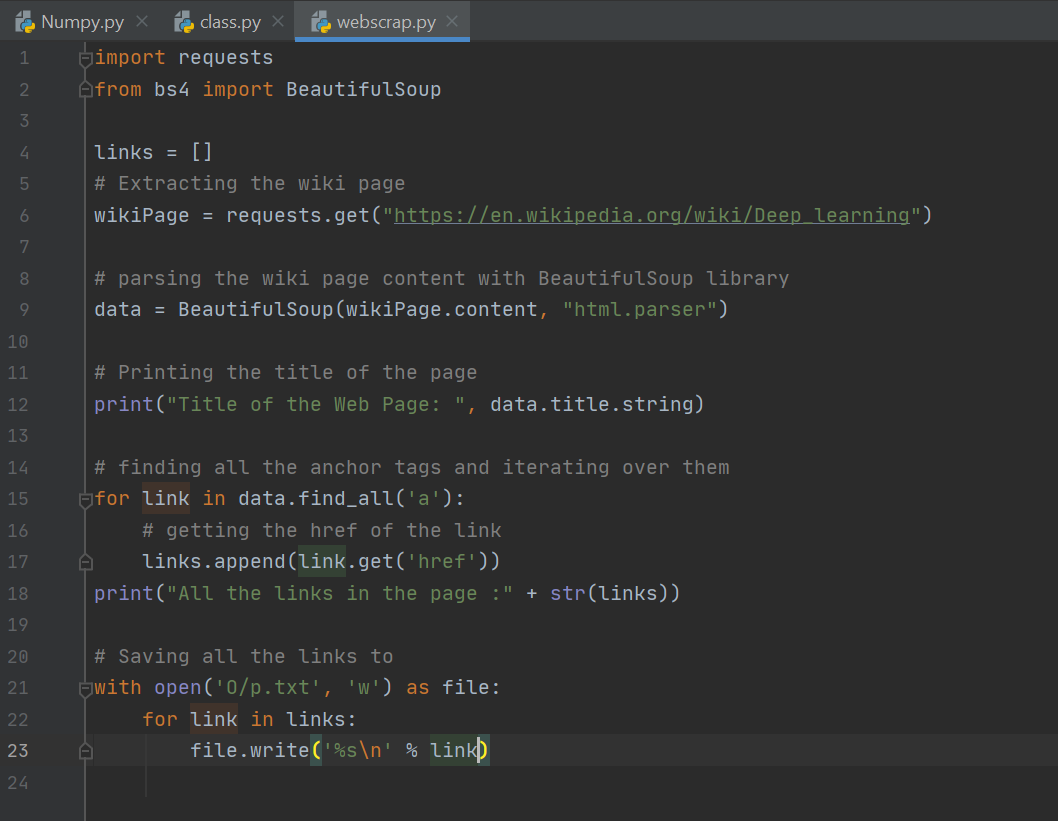 Numpy.py class.py webscrap.py
1 import requests
2 from bs4 import BeautifulSoup
3
4 links = []
5 # Extracting the wiki page
6 wikiPage = requests.get("https://en.wikipedia.org/wiki/Deep_learning")
7
8 # parsing the wiki page content with BeautifulSoup library
9 data = BeautifulSoup(wikiPage.content, "html.parser")
10
11 # Printing the title of the page
12 print("Title of the Web Page: ", data.title.string)
13
14 # finding all the anchor tags and iterating over them
15 for link in data.find_all('a'):
16     # getting the href of the link
17     links.append(link.get('href'))
18 print("All the links in the page :" + str(links))
19
20 # Saving all the links to
21 with open('O/p.txt', 'w') as file:
22     for link in links:
23         file.write('%s\n' % link)
24